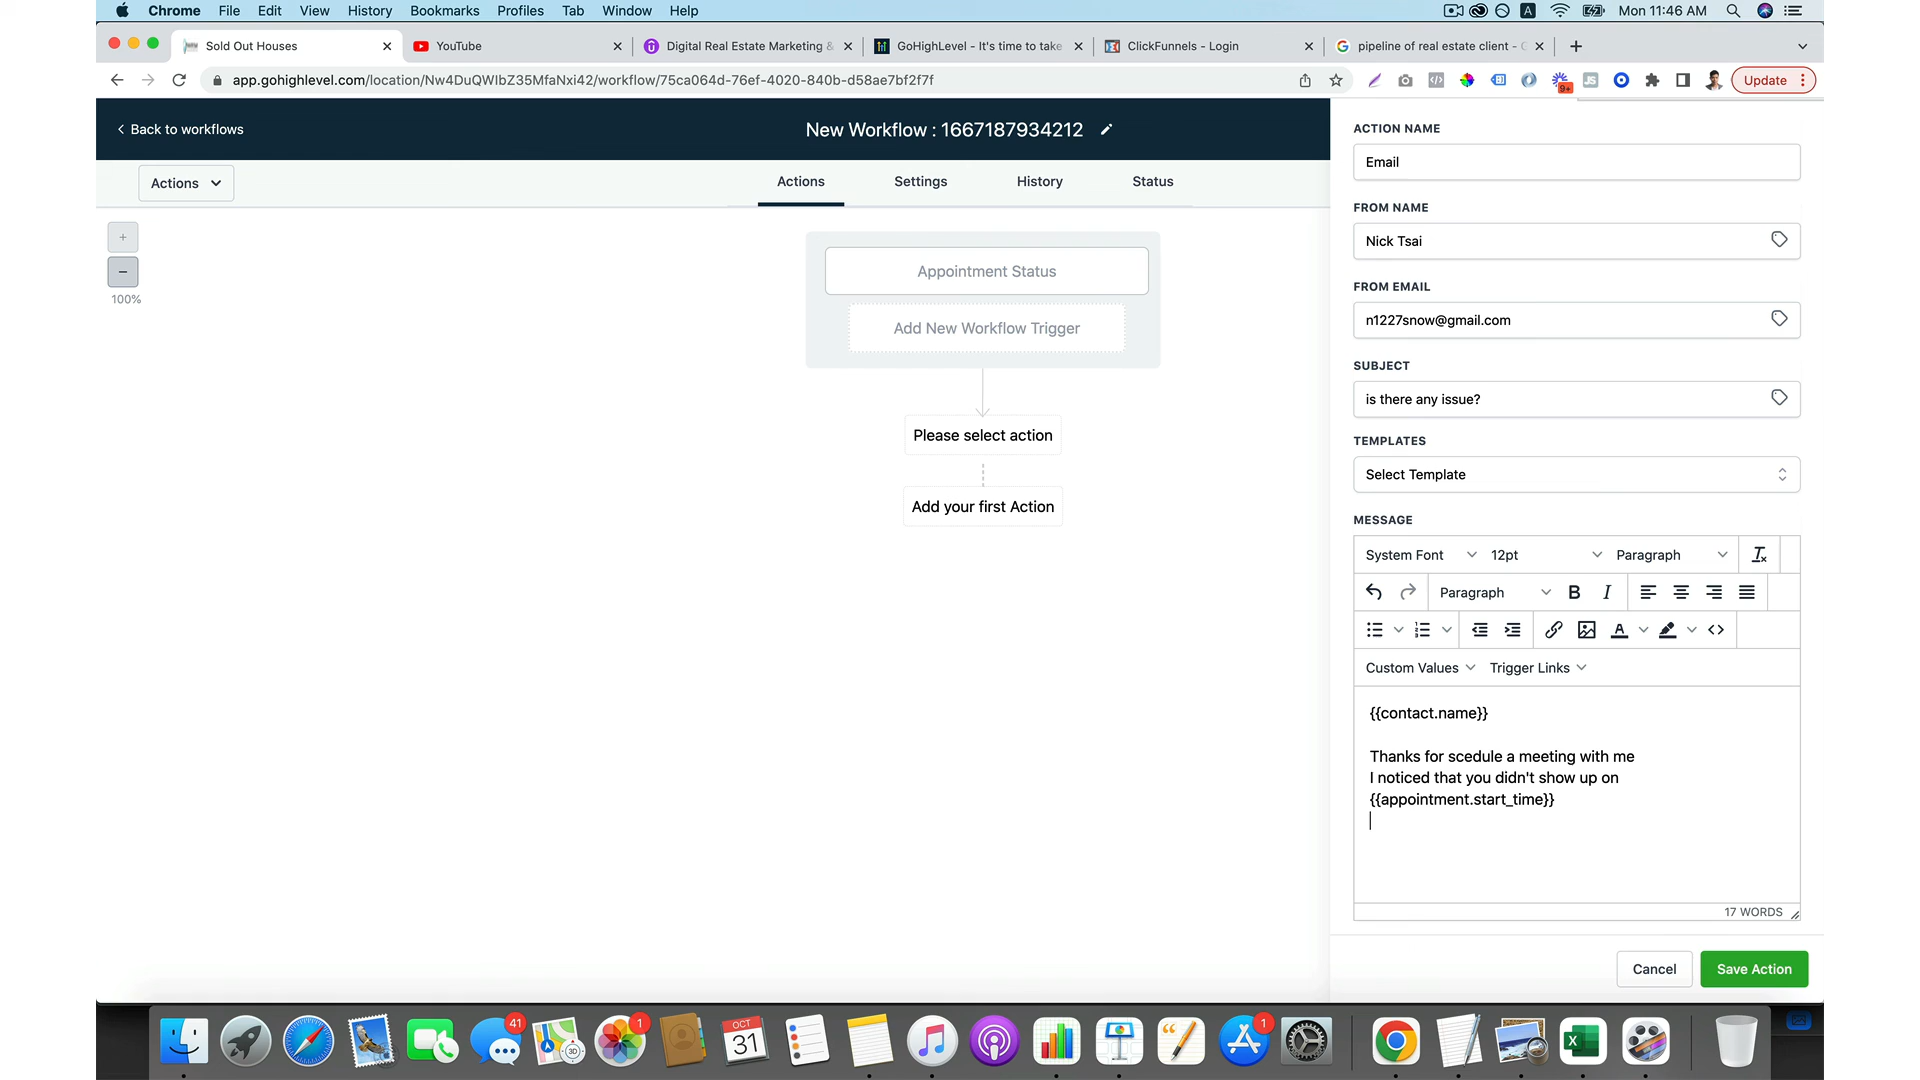 Chrome File Edit View History Bookmarks Profiles Tab Window Help
A
Mon 11:46 AM
Sold Out Houses
YouTube
Digital Real Estate Marketing &
GoHighLevel - It's time to take
ClickFunnels - Login
pipeline of real estate client -
app.gohighlevel.com/location/Nw4DuQWIbZ35MfaNxi42/workflow/75ca064d-76ef-4020-840b-d58ae7bf2f7f
9+
JS
Update
Back to workflows
New Workflow : 1667187934212
Actions
Actions
Settings
History
Status
+
−
100%
Appointment Status
Add New Workflow Trigger
Please select action
Add your first Action
ACTION NAME
Email
FROM NAME
Nick Tsai
FROM EMAIL
n1227snow@gmail.com
SUBJECT
is there any issue?
TEMPLATES
Select Template
MESSAGE
System Font
12pt
Paragraph
Paragraph
B
I
A
Custom Values
Trigger Links
{{contact.name}}
Thanks for scedule a meeting with me
I noticed that you didn't show up on
{{appointment.start_time}}
17 WORDS
Cancel
Save Action
41
3D
1
OCT
31
1
X